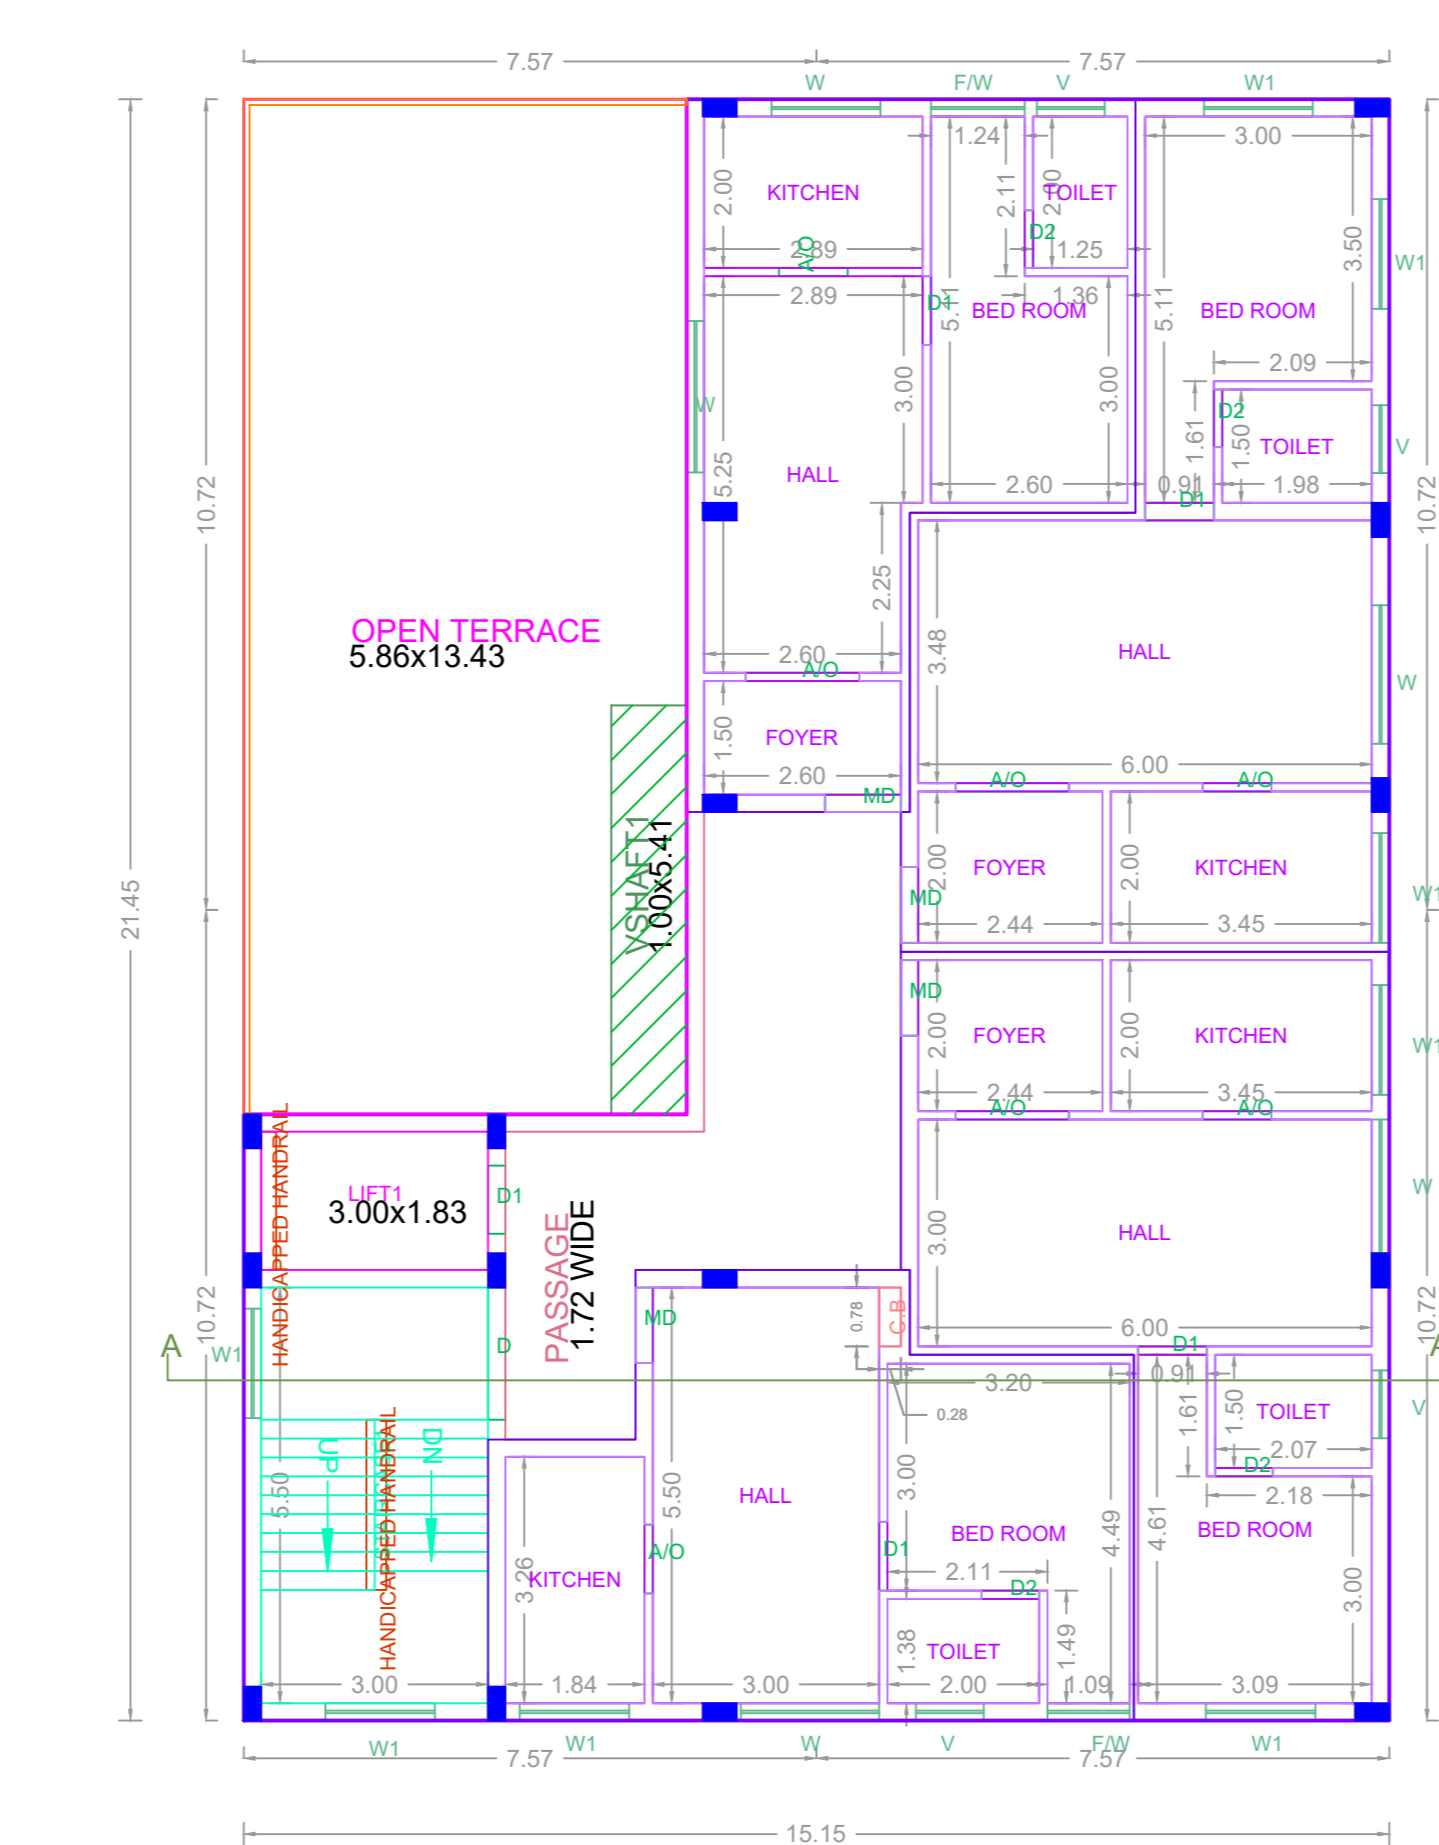 7.57
7.57
W
F/W
V
W1
1.24
3.00
KITCHEN
2.00
2.11
2.00
TOILET
D2
A/O
2.89
1.25
3.50
W1
2.89
D1
5.11
1.36
BED ROOM
5.11
BED ROOM
2.09
3.00
3.00
W
D2
1.61
1.50
TOILET
V
HALL
5.25
2.60
0.91
1.98
D1
10.72
10.72
2.25
OPEN TERRACE
5.86x13.43
2.60
A/O
3.48
HALL
W
FOYER
1.50
2.60
MD
6.00
A/O
A/O
VSHAFT1
1.00x5.41
2.00
FOYER
2.00
KITCHEN
MD
W1
2.44
3.45
21.45
MD
2.00
FOYER
2.00
KITCHEN
W1
2.44
3.45
A/O
A/O
HANDICAPPED HANDRAIL
LIFT1
3.00x1.83
D1
PASSAGE
1.72 WIDE
3.00
HALL
W
10.72
10.72
MD
0.78
C.B
6.00
D1
A
W1
D
A
3.20
0.91
0.28
1.61
1.50
TOILET
V
2.07
UP
DN
HANDICAPPED HANDRAIL
5.50
5.50
HALL
3.00
D2
2.18
BED ROOM
4.49
4.61
BED ROOM
A/O
D1
2.11
D2
3.26
KITCHEN
3.00
1.38
TOILET
1.49
3.00
1.84
3.00
2.00
1.09
3.09
W1
W1
W
V
F/W
W1
7.57
7.57
15.15